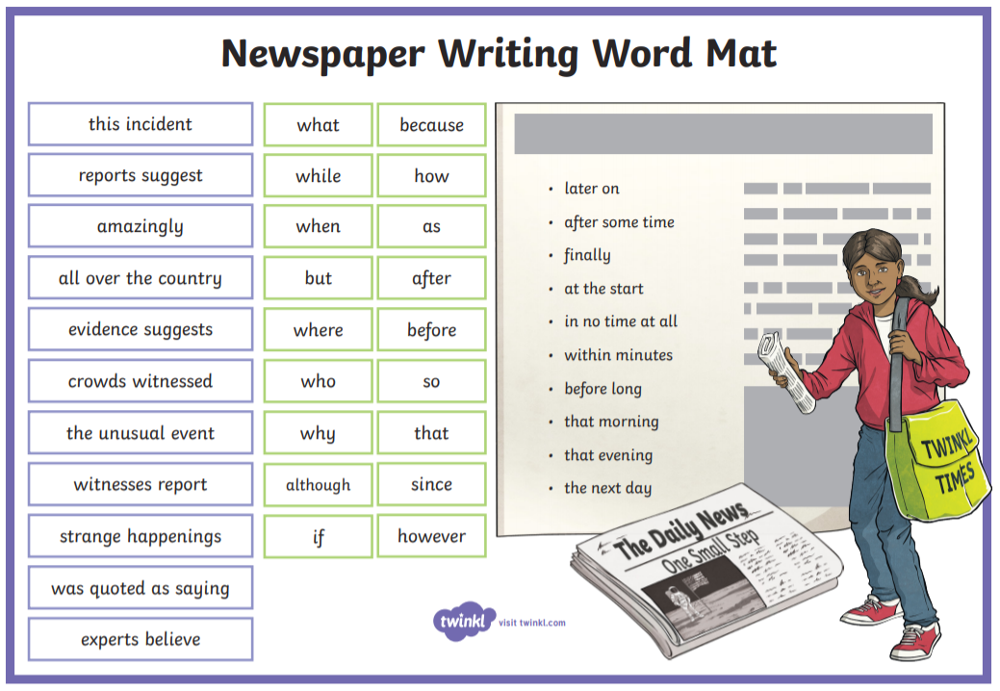 Newspaper Writing Word Mat
this incident
reports suggest
amazingly
all over the country
evidence suggests
crowds witnessed
the unusual event
witnesses report
strange happenings
was quoted as saying
experts believe
what
because
while
how
when
as
but
after
where
before
who
so
why
that
although
since
if
however
• later on
• after some time
• finally
• at the start
• in no time at all
• within minutes
• before long
• that morning
• that evening
• the next day
The Daily News
One Small Step
TWINKL
TIMES
twinkl
visit twinkl.com